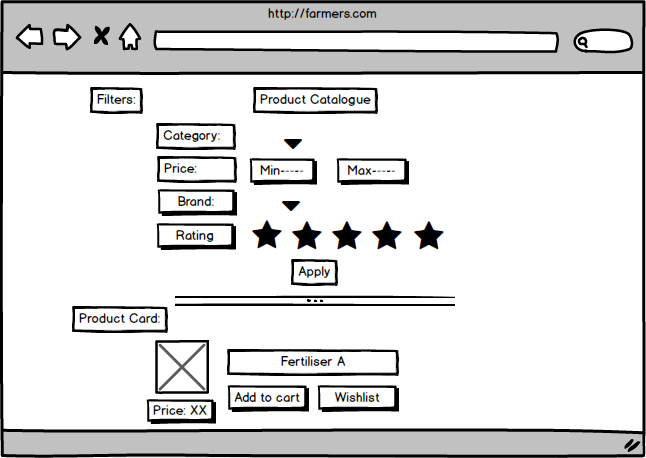 http://farmers.com
Filters:
Product Catalogue
Category:
Price:
Min-----
Max-----
Brand:
Rating
Apply
Product Card:
Fertiliser A
Add to cart
Wishlist
Price: XX